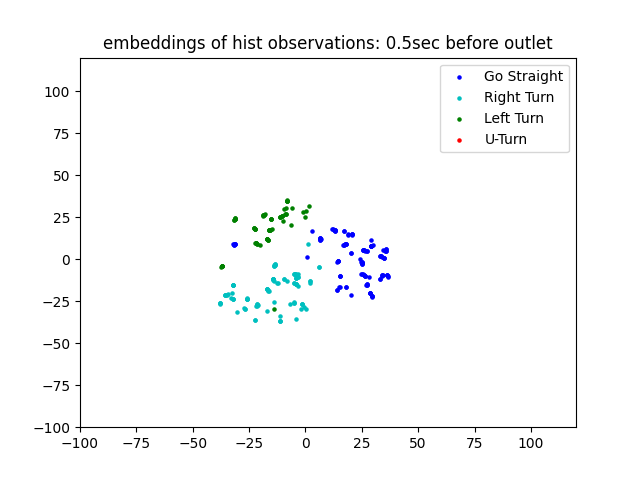 embeddings of hist observations: 0.5sec before outlet
Go Straight
Right Turn
Left Turn
U-Turn
100
75
50
25
0
−25
−50
−75
−100
−100 −75 −50 −25 0 25 50 75 100